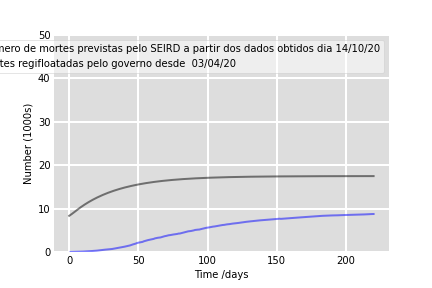 50
40
30
20
10
0
Number (1000s)
mero de mortes previstas pelo SEIRD a partir dos dados obtidos dia 14/10/20
tes regifloatadas pelo governo desde 03/04/20
0 50 100 150 200
Time /days